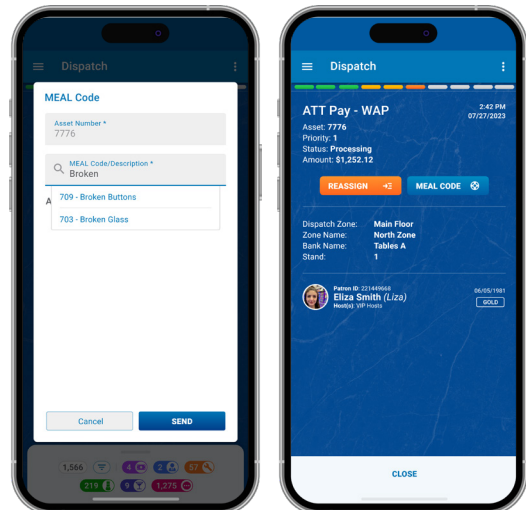 Dispatch
MEAL Code
Asset Number *
7776
MEAL Code/Description *
Broken
709 - Broken Buttons
703 - Broken Glass
A
Cancel
SEND
1,566
4
2
57
219
9
1,275
Dispatch
ATT Pay - WAP
2:42 PM
07/27/2023
Asset: 7776
Priority: 1
Status: Processing
Amount: $1,252.12
REASSIGN
MEAL CODE
Dispatch Zone: Main Floor
Zone Name: North Zone
Bank Name: Tables A
Stand: 1
Patron ID: 221449668
Eliza Smith (Liza)
Host(s): VIP Hosts
06/05/1981
GOLD
CLOSE